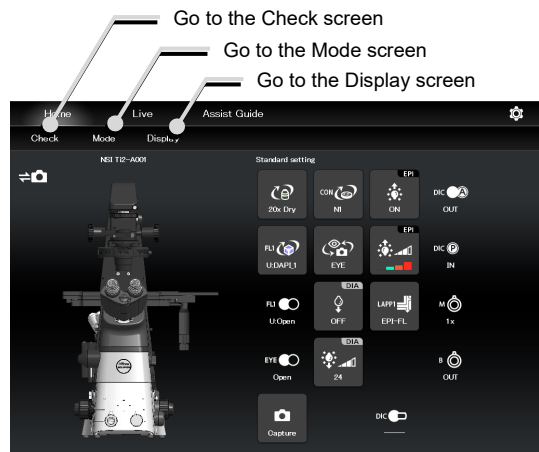 Go to the Check screen
Go to the Mode screen
Go to the Display screen
Home Live Assist Guide
Check Mode Display
NSI Ti2-A001 Standard setting
EPI
20x Dry
CON
N1
ON
DIC A
OUT
EPI
FL1
U:DAPI_1
EYE
DIC P
IN
DIA
FL1
U:Open
OFF
LAPP1
EPI-FL
M
1x
DIA
EYE
Open
24
B
OUT
Capture
DIC